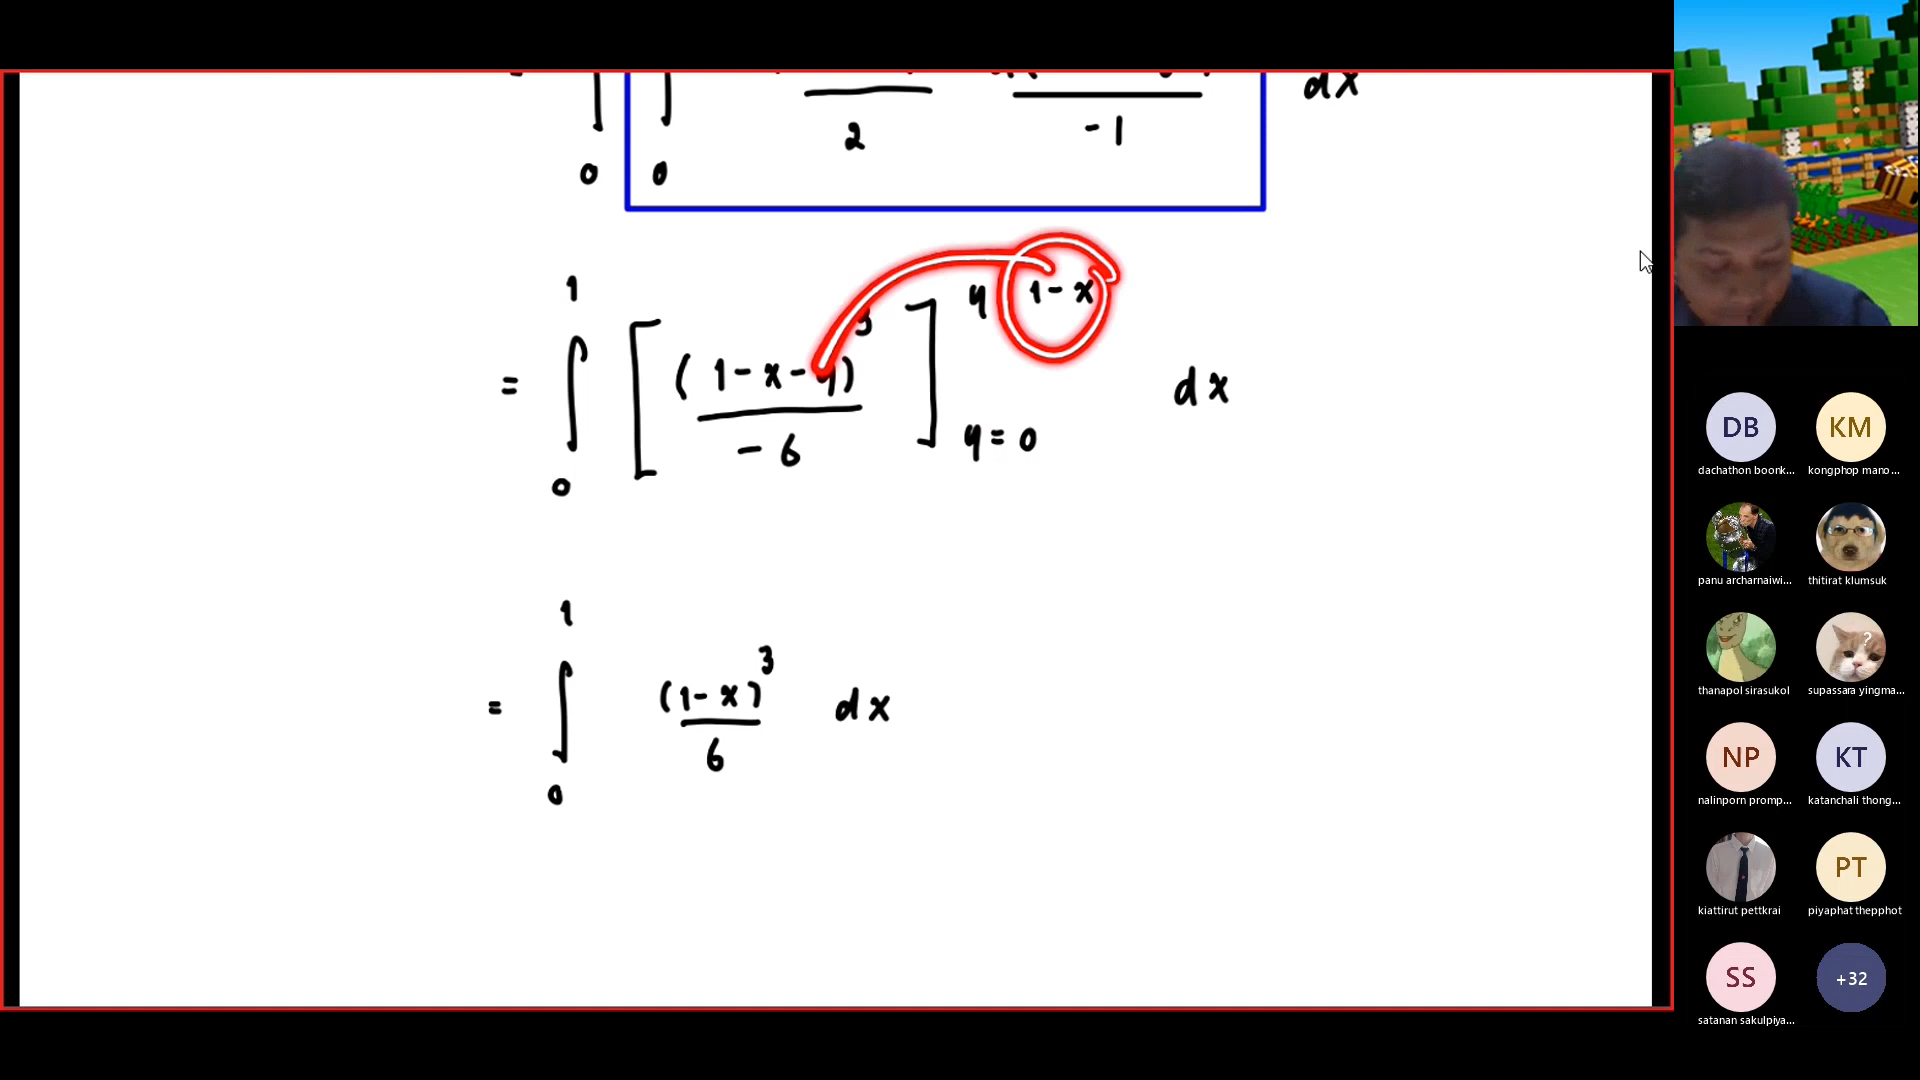 = ∫ ∫ dx
2 -1
0 0
1
= ∫ [ (1-x-y)³ / -6 ] y 1-x dx
y = 0
0
1
= ∫ (1-x)³ / 6 dx
0
DB KM
dachathon boonk... kongphop mano...
panu archarnaiwi... thitirat klumsuk
?
thanapol sirasukol supassara yingma...
NP KT
nalinporn promp... katanchali thong...
PT
kiattirut pettkrai piyaphat thepphot
SS +32
satanan sakulpiya...